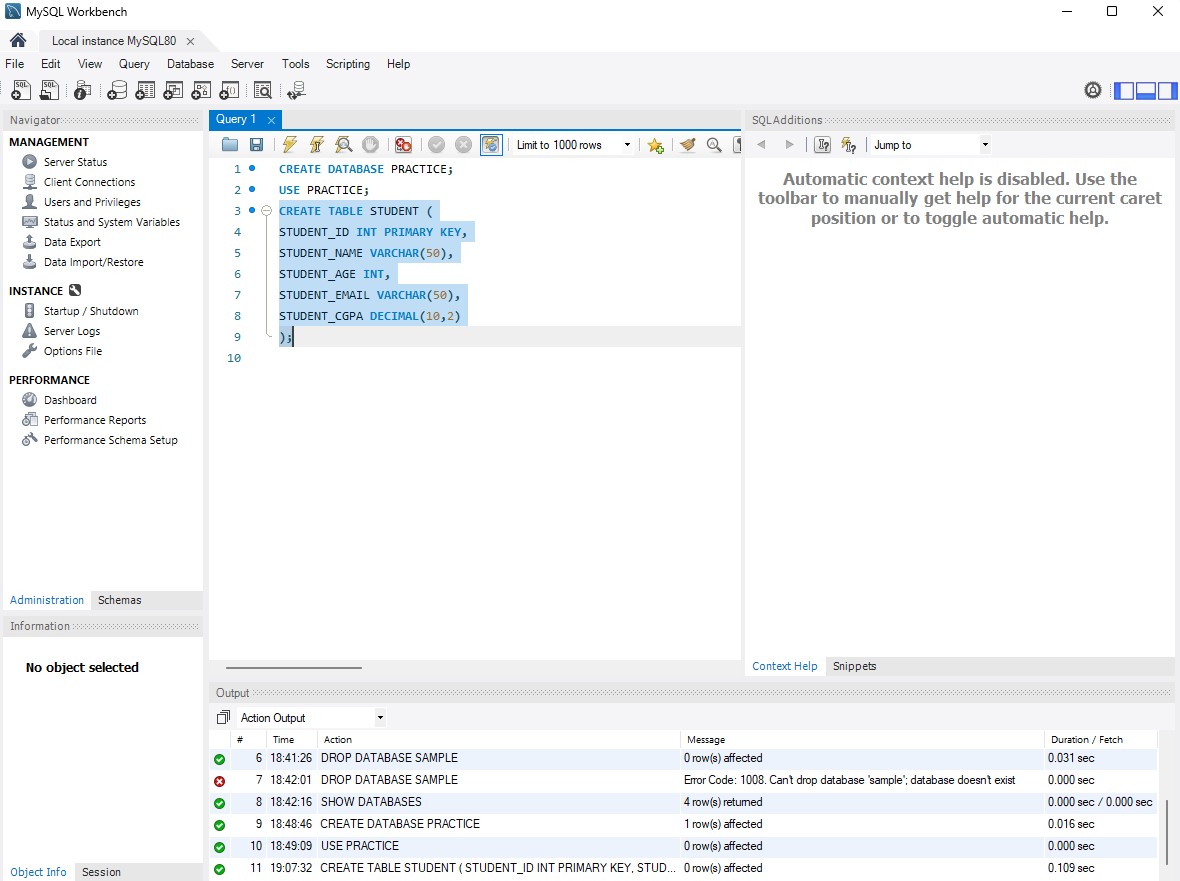 MySQL Workbench
Local instance MySQL80
File Edit View Query Database Server Tools Scripting Help
Navigator
MANAGEMENT
Server Status
Client Connections
Users and Privileges
Status and System Variables
Data Export
Data Import/Restore
INSTANCE
Startup / Shutdown
Server Logs
Options File
PERFORMANCE
Dashboard
Performance Reports
Performance Schema Setup
Administration Schemas
Information
No object selected
Object Info Session
Query 1
Limit to 1000 rows
1 CREATE DATABASE PRACTICE;
2 USE PRACTICE;
3 CREATE TABLE STUDENT (
4 STUDENT_ID INT PRIMARY KEY,
5 STUDENT_NAME VARCHAR(50),
6 STUDENT_AGE INT,
7 STUDENT_EMAIL VARCHAR(50),
8 STUDENT_CGPA DECIMAL(10,2)
9 );
10
SQLAdditions
Jump to
Automatic context help is disabled. Use the
toolbar to manually get help for the current caret
position or to toggle automatic help.
Context Help Snippets
Output
Action Output
# Time Action Message Duration / Fetch
6 18:41:26 DROP DATABASE SAMPLE 0 row(s) affected 0.031 sec
7 18:42:01 DROP DATABASE SAMPLE Error Code: 1008. Can't drop database 'sample'; database doesn't exist 0.000 sec
8 18:42:16 SHOW DATABASES 4 row(s) returned 0.000 sec / 0.000 sec
9 18:48:46 CREATE DATABASE PRACTICE 1 row(s) affected 0.016 sec
10 18:49:09 USE PRACTICE 0 row(s) affected 0.000 sec
11 19:07:32 CREATE TABLE STUDENT ( STUDENT_ID INT PRIMARY KEY, STUD... 0 row(s) affected 0.109 sec